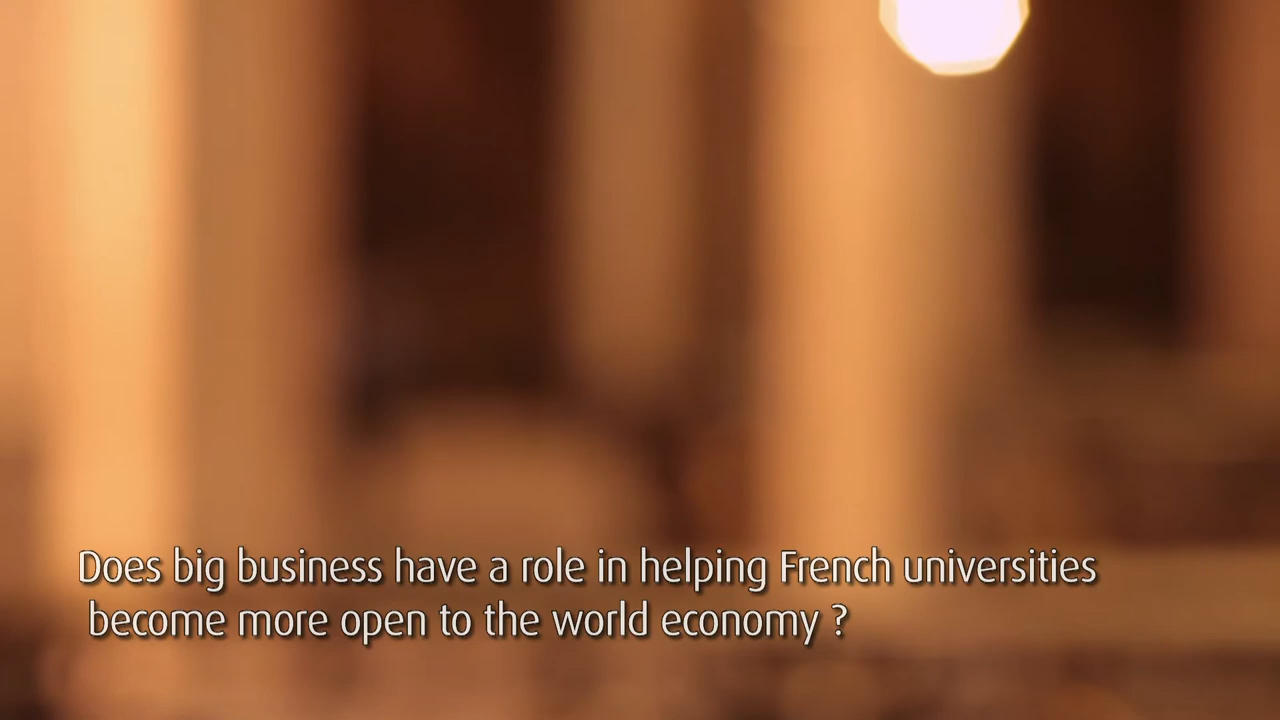 Does big business have a role in helping French universities
become more open to the world economy ?